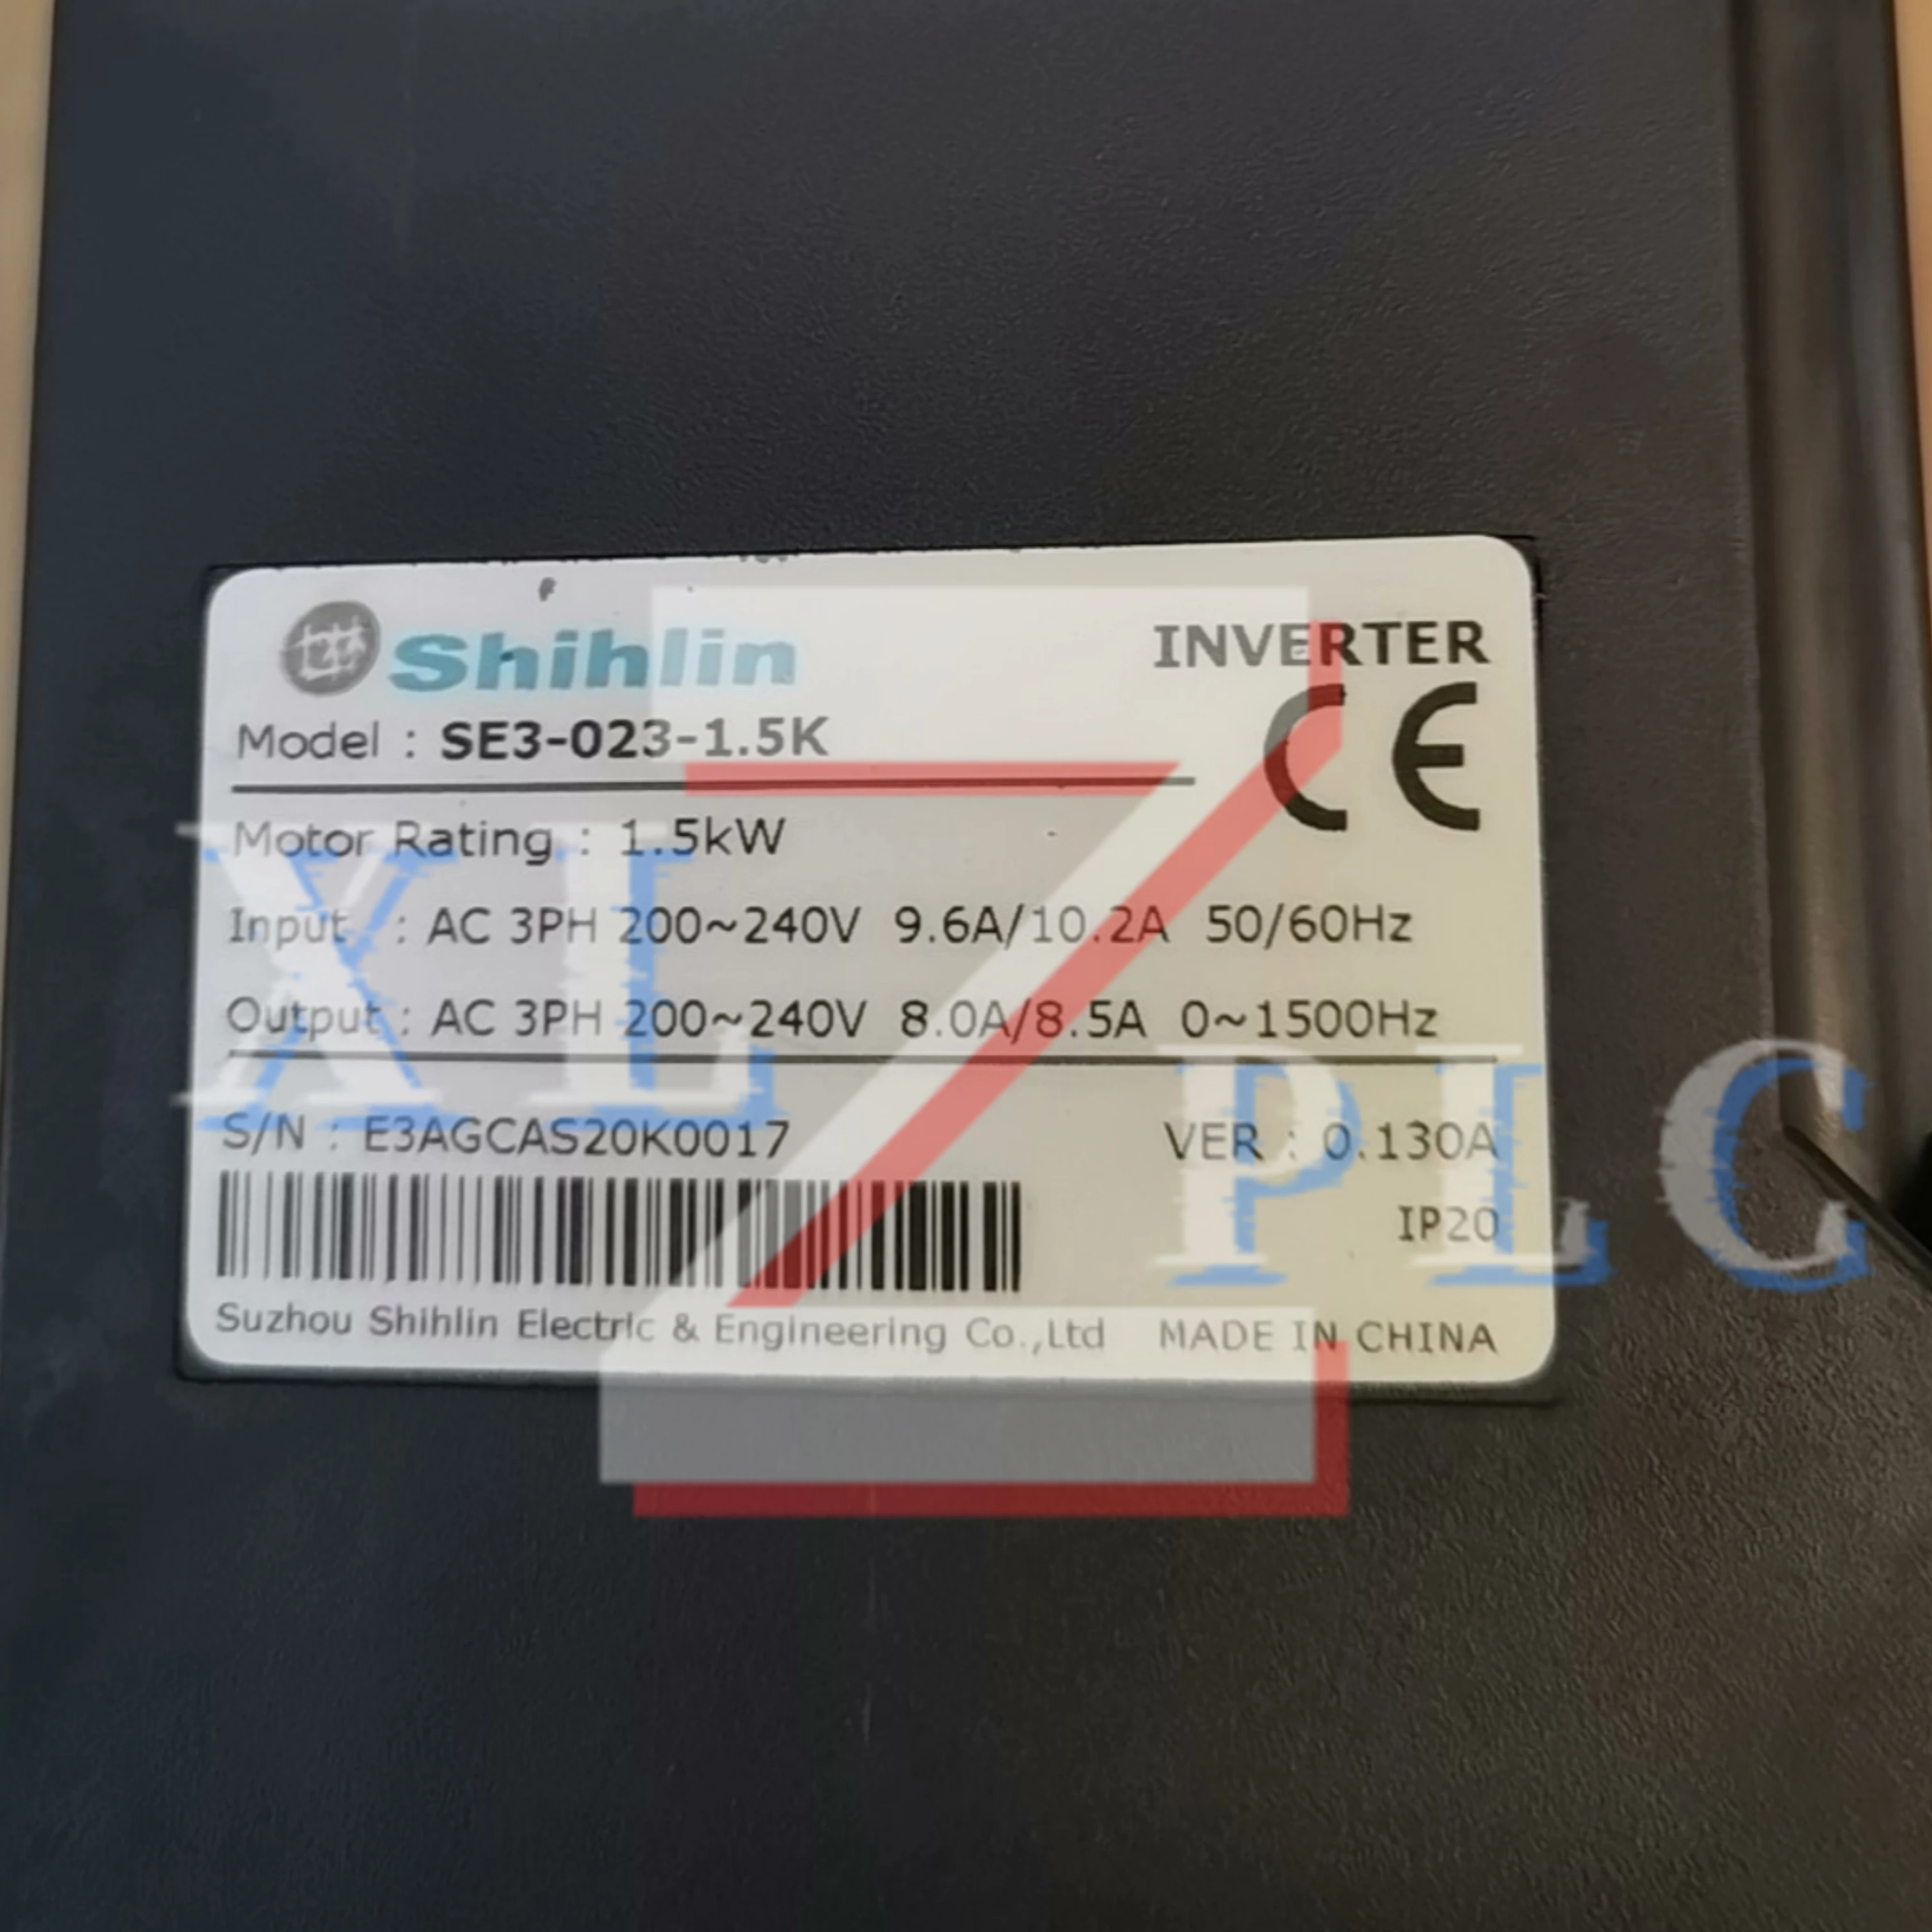 Shihlin INVERTER
CE
Model : SE3-023-1.5K
Motor Rating : 1.5kW
Input : AC 3PH 200~240V 9.6A/10.2A 50/60Hz
Output : AC 3PH 200~240V 8.0A/8.5A 0~1500Hz
S/N : E3AGCAS20K0017 VER : 0.130A
IP20
Suzhou Shihlin Electric & Engineering Co.,Ltd MADE IN CHINA
XL Z PLC